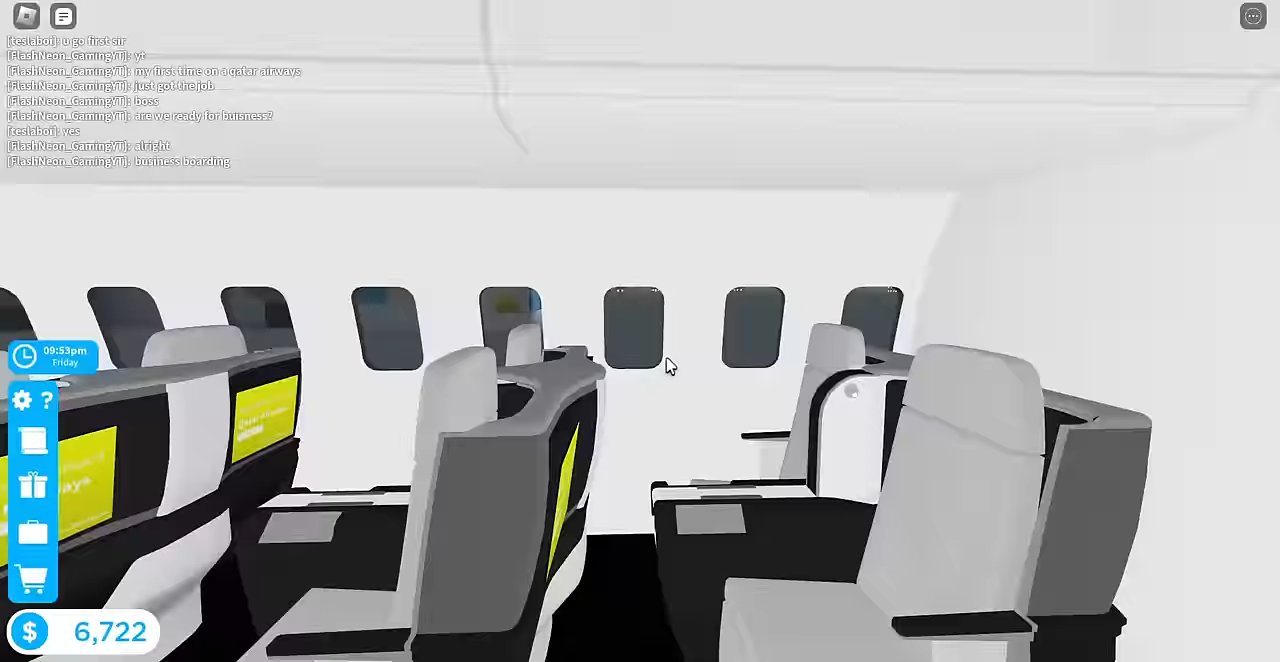 [teslaboi]: u go first sir
[FlashNeon_GamingYT]: yt
[FlashNeon_GamingYT]: my first time on a qatar airways
[FlashNeon_GamingYT]: just got the job
[FlashNeon_GamingYT]: boss
[FlashNeon_GamingYT]: are we ready for buisness?
[teslaboi]: yes
[FlashNeon_GamingYT]: alright
[FlashNeon_GamingYT]: business boarding
09:53pm
Friday
?
$ 6,722